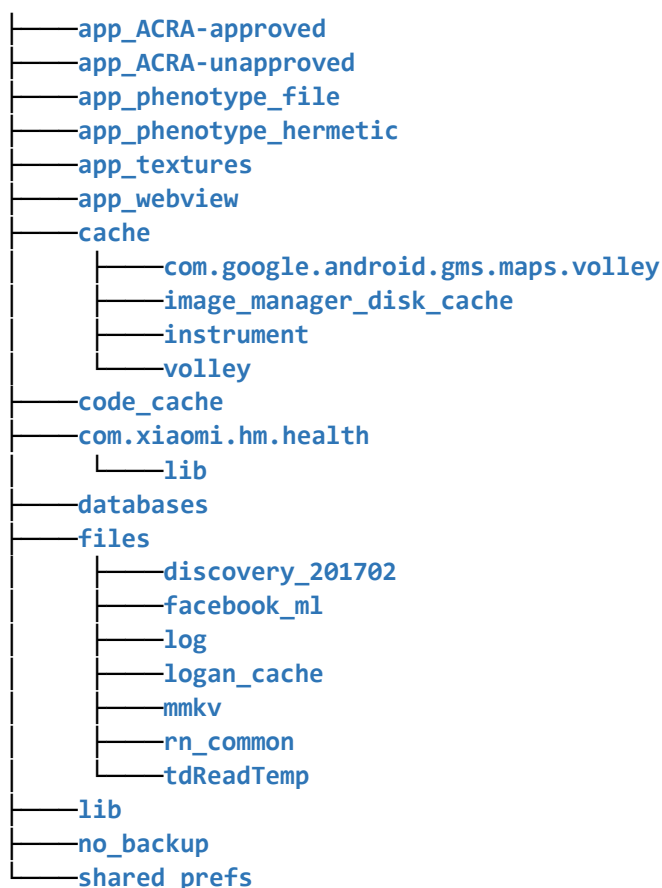 app_ACRA-approved
app_ACRA-unapproved
app_phenotype_file
app_phenotype_hermetic
app_textures
app_webview
cache
com.google.android.gms.maps.volley
image_manager_disk_cache
instrument
volley
code_cache
com.xiaomi.hm.health
lib
databases
files
discovery_201702
facebook_ml
log
logan_cache
mmkv
rn_common
tdReadTemp
lib
no_backup
shared_prefs